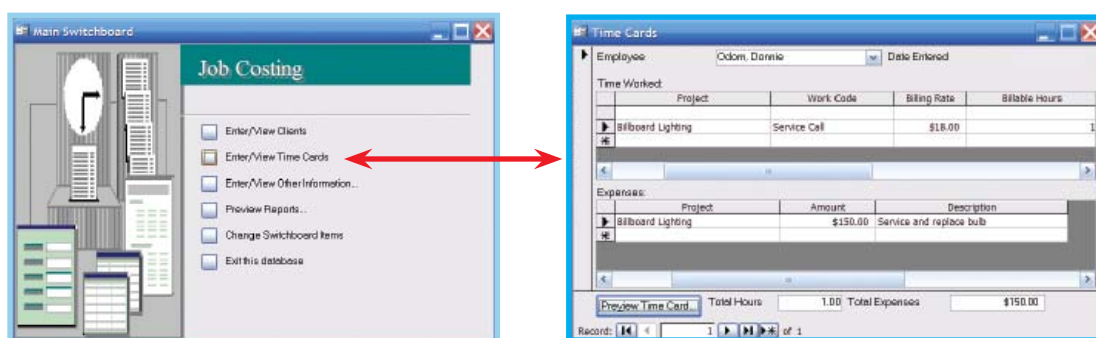 Main Switchboard
Job Costing
Enter/View Clients
Enter/View Time Cards
Enter/View Other Information...
Preview Reports...
Change Switchboard Items
Exit this database
Time Cards
Employee Odom, Donnie Date Entered
Time Worked:
Project Work Code Billing Rate Billable Hours
Billboard Lighting Service Call $18.00 1
Expenses:
Project Amount Description
Billboard Lighting $150.00 Service and replace bulb
Preview Time Card... Total Hours 1.00 Total Expenses $150.00
Record: 1 of 1